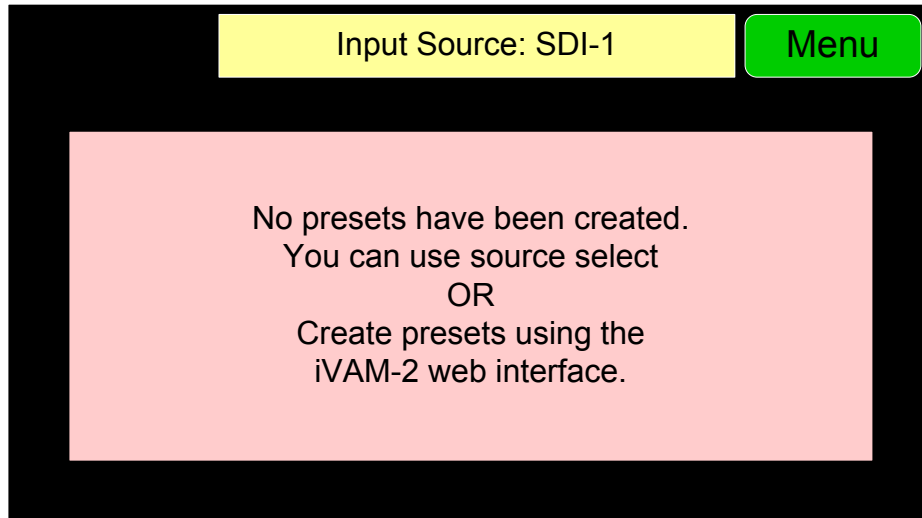 Input Source: SDI-1
Menu
No presets have been created.
You can use source select
OR
Create presets using the
iVAM-2 web interface.